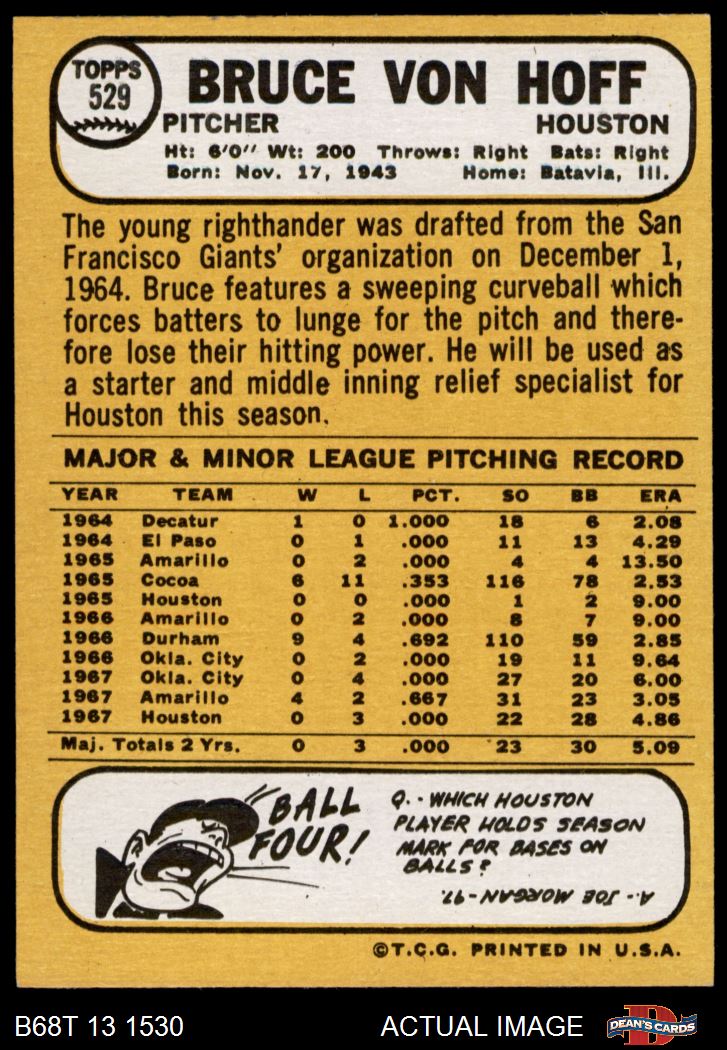 TOPPS
529
BRUCE VON HOFF
PITCHER HOUSTON
Ht: 6'0" Wt: 200 Throws: Right Bats: Right
Born: Nov. 17, 1943 Home: Batavia, Ill.
The young righthander was drafted from the San
Francisco Giants' organization on December 1,
1964. Bruce features a sweeping curveball which
forces batters to lunge for the pitch and there-
fore lose their hitting power. He will be used as
a starter and middle inning relief specialist for
Houston this season.
MAJOR & MINOR LEAGUE PITCHING RECORD
YEAR TEAM W L PCT. SO BB ERA
1964 Decatur 1 0 1.000 18 6 2.08
1964 El Paso 0 1 .000 11 13 4.29
1965 Amarillo 0 2 .000 4 4 13.50
1965 Cocoa 6 11 .353 116 78 2.53
1965 Houston 0 0 .000 1 2 9.00
1966 Amarillo 0 2 .000 8 7 9.00
1966 Durham 9 4 .692 110 59 2.85
1966 Okla. City 0 2 .000 19 11 9.64
1967 Okla. City 0 4 .000 27 20 6.00
1967 Amarillo 4 2 .667 31 23 3.05
1967 Houston 0 3 .000 22 28 4.86
Maj. Totals 2 Yrs. 0 3 .000 23 30 5.09
BALL
FOUR!
Q.- WHICH HOUSTON
PLAYER HOLDS SEASON
MARK FOR BASES ON
BALLS?
A.- JOE MORGAN-97.
©T.C.G. PRINTED IN U.S.A.
B68T 13 1530 ACTUAL IMAGE DEAN'S CARDS